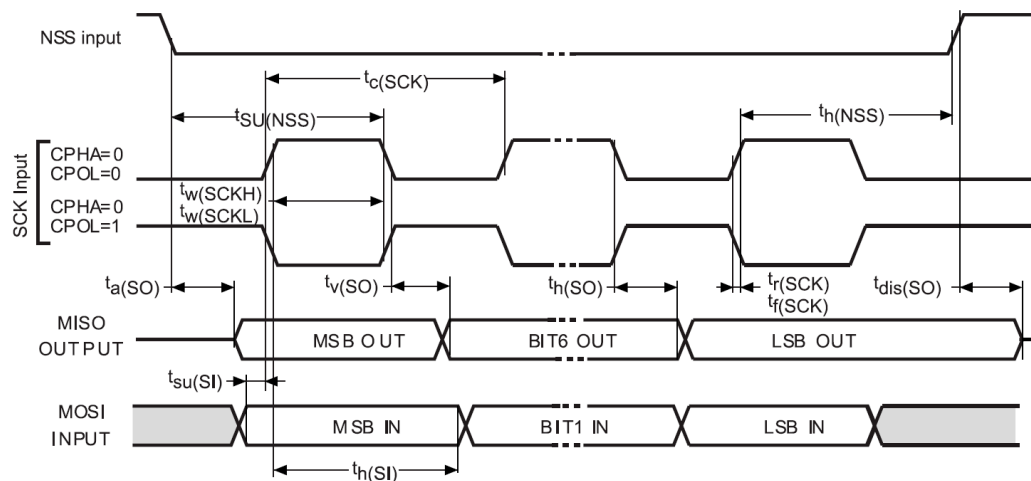 NSS input
tc(SCK)
tSU(NSS)
th(NSS)
SCK Input
CPHA=0
CPOL=0
tw(SCKH)
CPHA=0
tw(SCKL)
CPOL=1
ta(SO)
tv(SO)
th(SO)
tr(SCK)
tf(SCK)
tdis(SO)
MISO
OUTPUT
MSB OUT
BIT6 OUT
LSB OUT
tsu(SI)
MOSI
INPUT
MSB IN
BIT1 IN
LSB IN
th(SI)